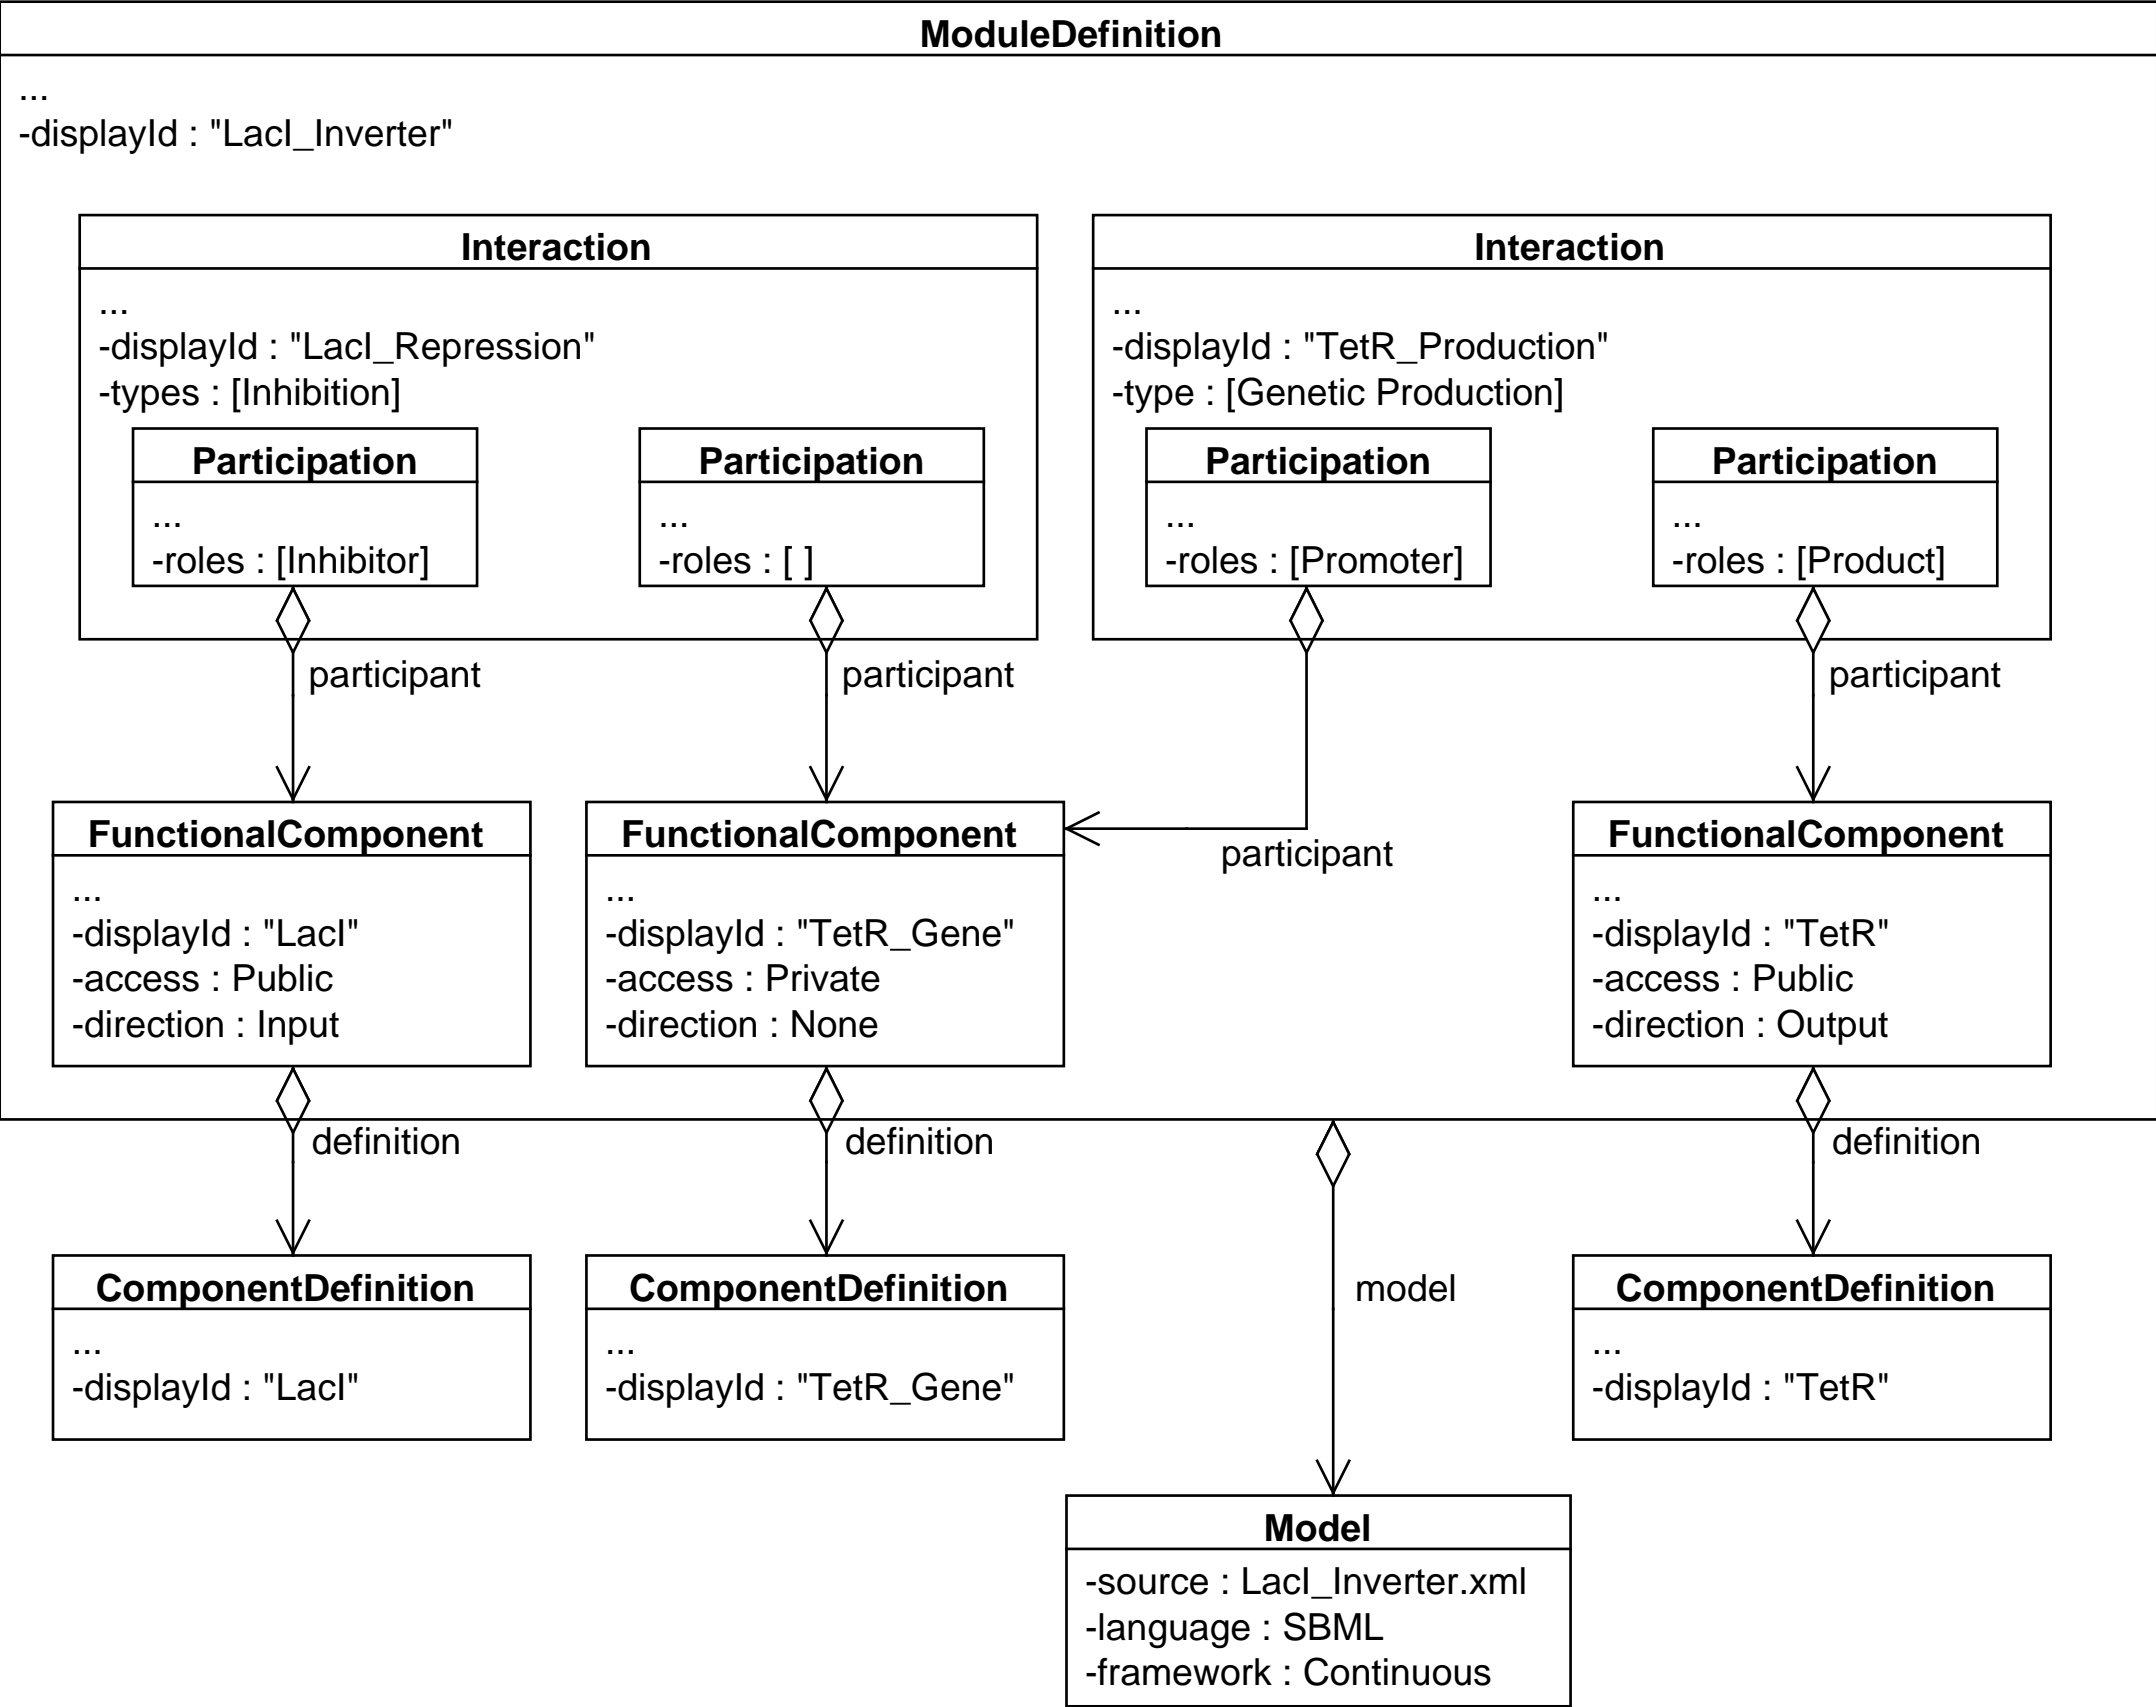 ModuleDefinition
...
-displayId : "LacI_Inverter"
Interaction
...
-displayId : "LacI_Repression"
-types : [Inhibition]
Participation
...
-roles : [Inhibitor]
Participation
...
-roles : [ ]
Interaction
...
-displayId : "TetR_Production"
-type : [Genetic Production]
Participation
...
-roles : [Promoter]
Participation
...
-roles : [Product]
participant
participant
participant
participant
FunctionalComponent
...
-displayId : "LacI"
-access : Public
-direction : Input
FunctionalComponent
...
-displayId : "TetR_Gene"
-access : Private
-direction : None
FunctionalComponent
...
-displayId : "TetR"
-access : Public
-direction : Output
definition
definition
definition
model
ComponentDefinition
...
-displayId : "LacI"
ComponentDefinition
...
-displayId : "TetR_Gene"
ComponentDefinition
...
-displayId : "TetR"
Model
-source : LacI_Inverter.xml
-language : SBML
-framework : Continuous